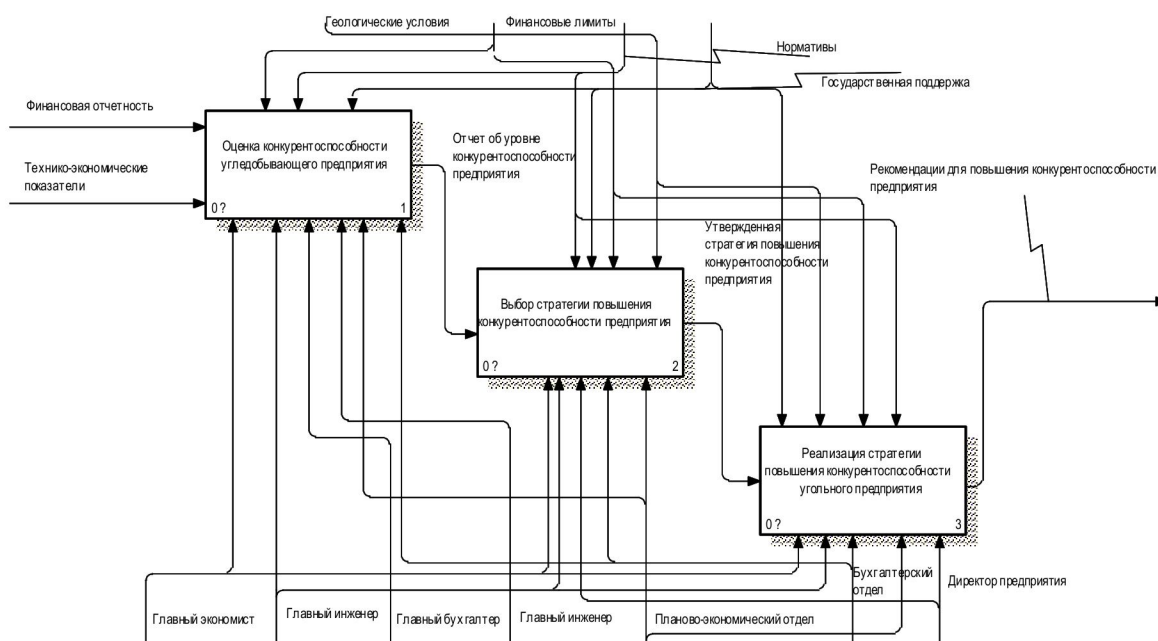 Геологические условия
Финансовые лимиты
Нормативы
Государственная поддержка
Финансовая отчетность
Технико-экономические
показатели
Оценка конкурентоспособности
угледобывающего предприятия
0 ?
1
Отчет об уровне
конкурентоспособности
предприятия
Рекомендации для повышения конкурентоспособности
предприятия
Утвержденная
стратегия повышения
конкурентоспособности
предприятия
Выбор стратегии повышения
конкурентоспособности предприятия
0 ?
2
Реализация стратегии
повышения конкурентоспособности
угольного предприятия
0 ?
3
Главный экономист
Главный инженер
Главный бухгалтер
Главный инженер
Планово-экономический отдел
Бухгалтерский
отдел
Директор предприятия